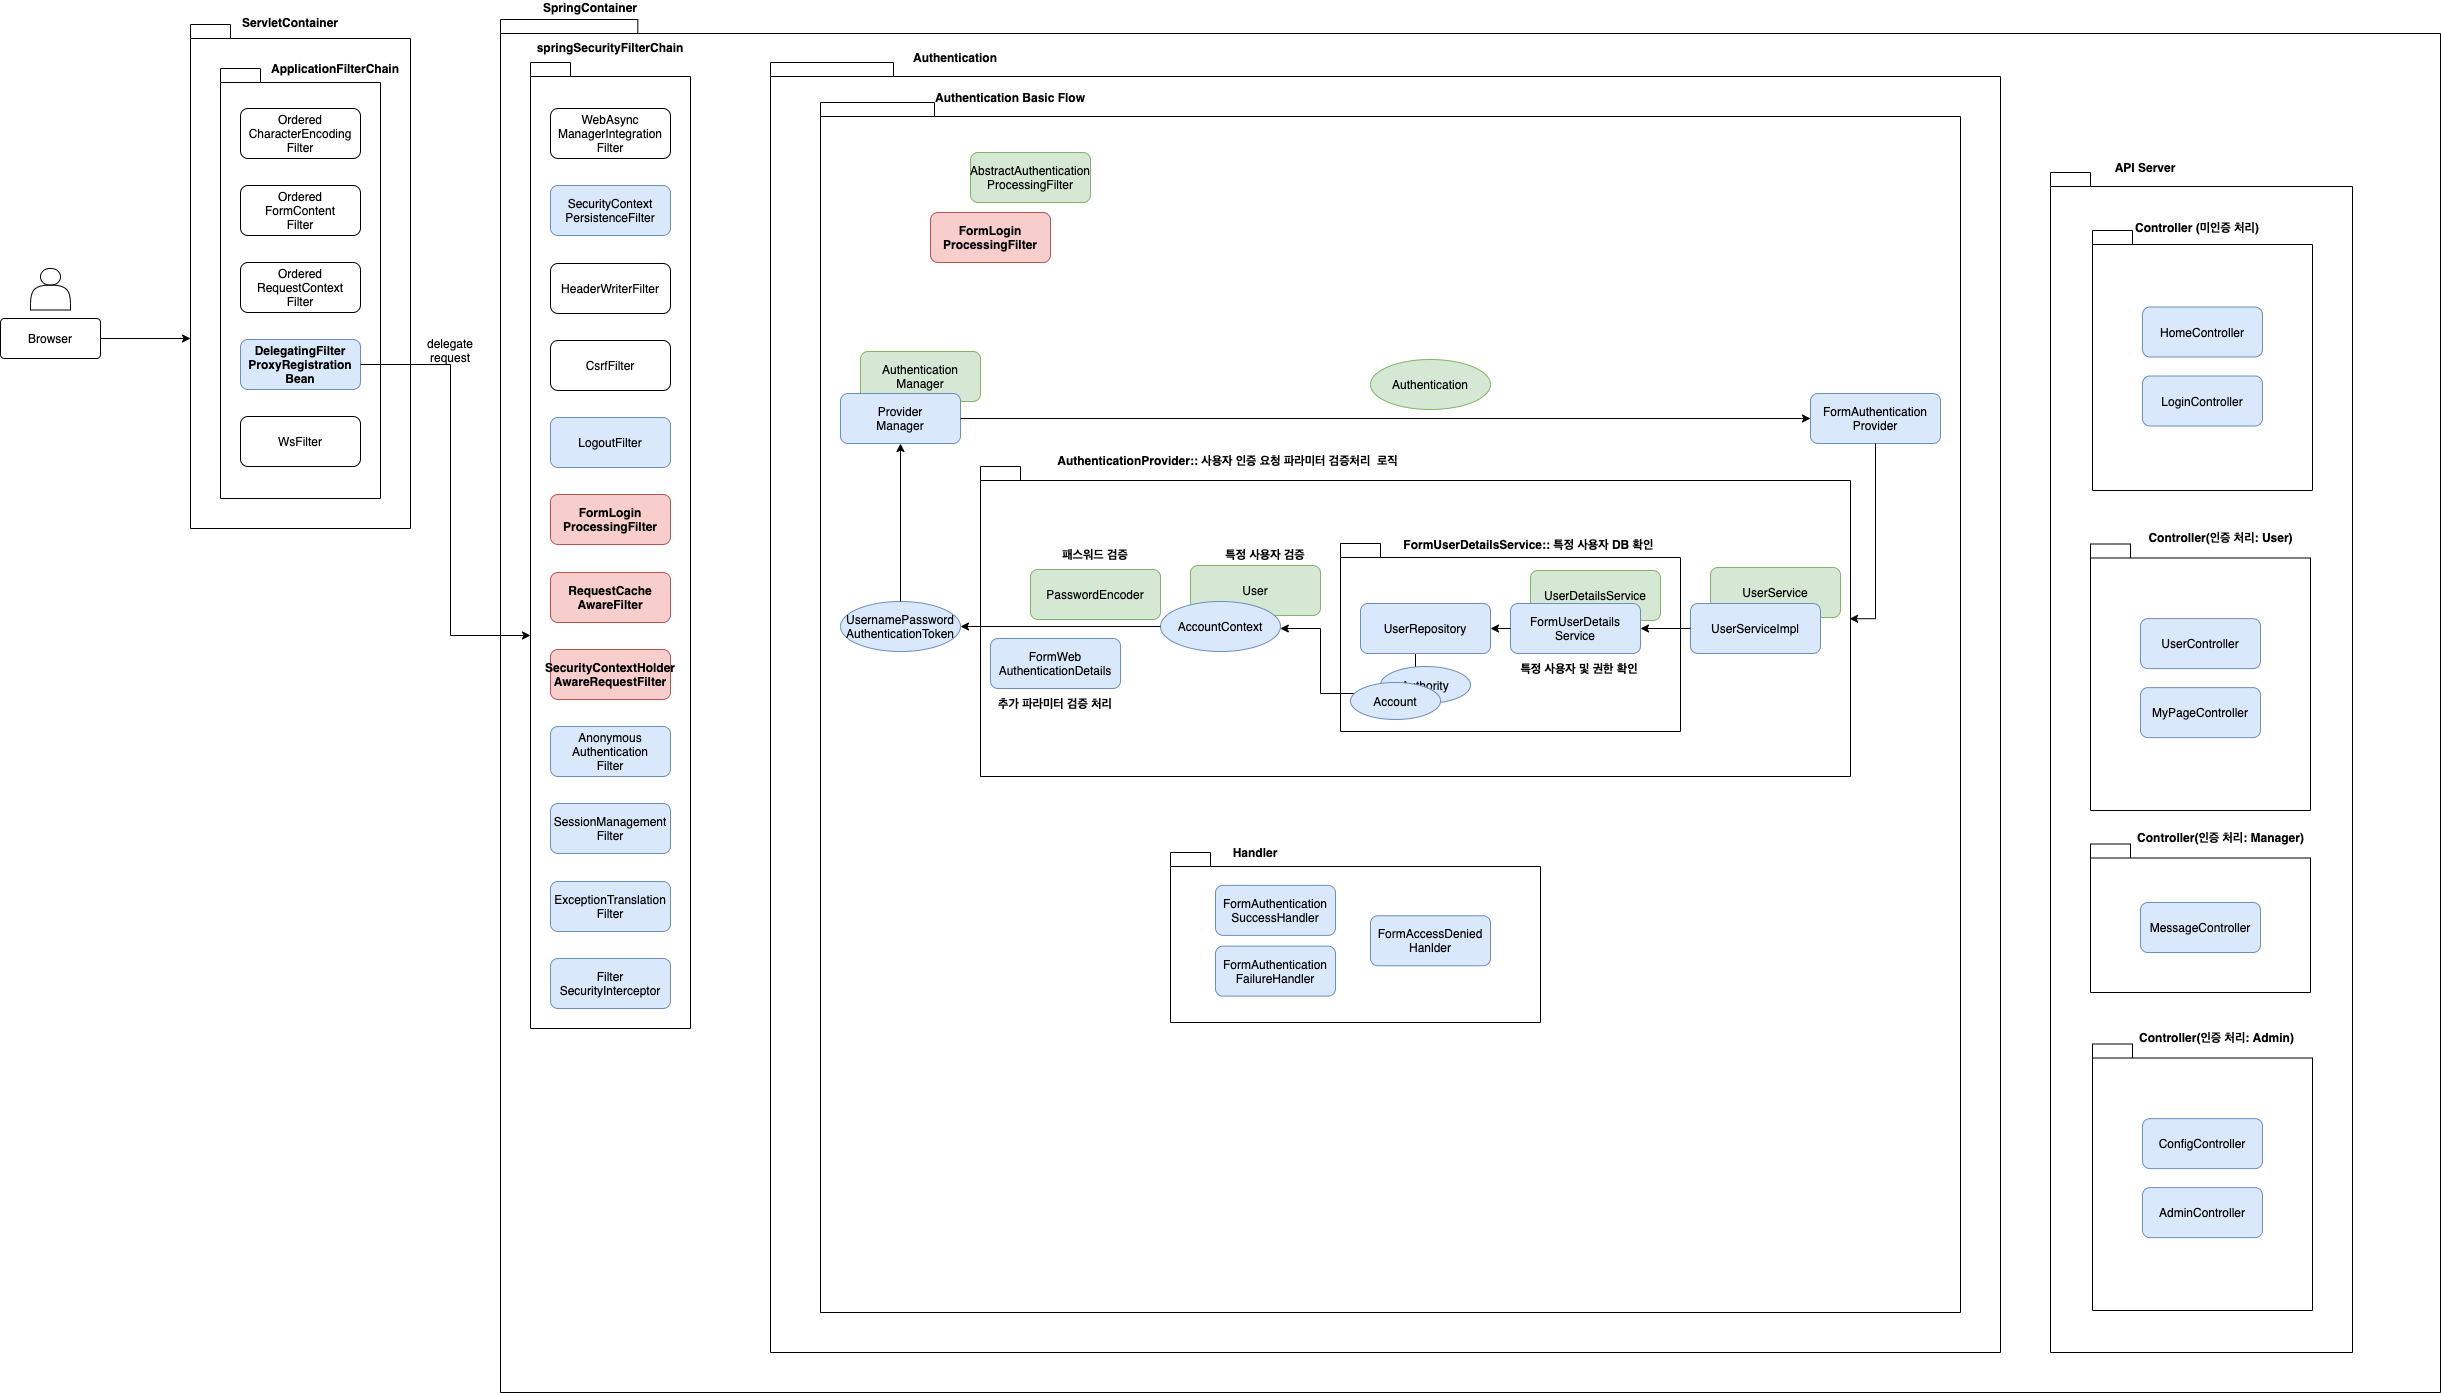 SpringContainer
ServletContainer
springSecurityFilterChain
Authentication
ApplicationFilterChain
Authentication Basic Flow
Ordered
CharacterEncoding
Filter
Ordered
FormContent
Filter
Ordered
RequestContext
Filter
DelegatingFilter
ProxyRegistration
Bean
WsFilter
Browser
delegate
request
WebAsync
ManagerIntegration
Filter
SecurityContext
PersistenceFilter
HeaderWriterFilter
CsrfFilter
LogoutFilter
FormLogin
ProcessingFilter
RequestCache
AwareFilter
SecurityContextHolder
AwareRequestFilter
Anonymous
Authentication
Filter
SessionManagement
Filter
ExceptionTranslation
Filter
Filter
SecurityInterceptor
AbstractAuthentication
ProcessingFilter
FormLogin
ProcessingFilter
Authentication
Manager
Provider
Manager
Authentication
FormAuthentication
Provider
AuthenticationProvider:: 사용자 인증 요청 파라미터 검증처리 로직
FormUserDetailsService:: 특정 사용자 DB 확인
패스워드 검증
특정 사용자 검증
PasswordEncoder
User
UserDetailsService
UserService
UsernamePassword
AuthenticationToken
AccountContext
UserRepository
FormUserDetails
Service
UserServiceImpl
FormWeb
AuthenticationDetails
추가 파라미터 검증 처리
특정 사용자 및 권한 확인
Account
Handler
FormAuthentication
SuccessHandler
FormAuthentication
FailureHandler
FormAccessDenied
Hanlder
API Server
Controller (미인증 처리)
HomeController
LoginController
Controller(인증 처리: User)
UserController
MyPageController
Controller(인증 처리: Manager)
MessageController
Controller(인증 처리: Admin)
ConfigController
AdminController